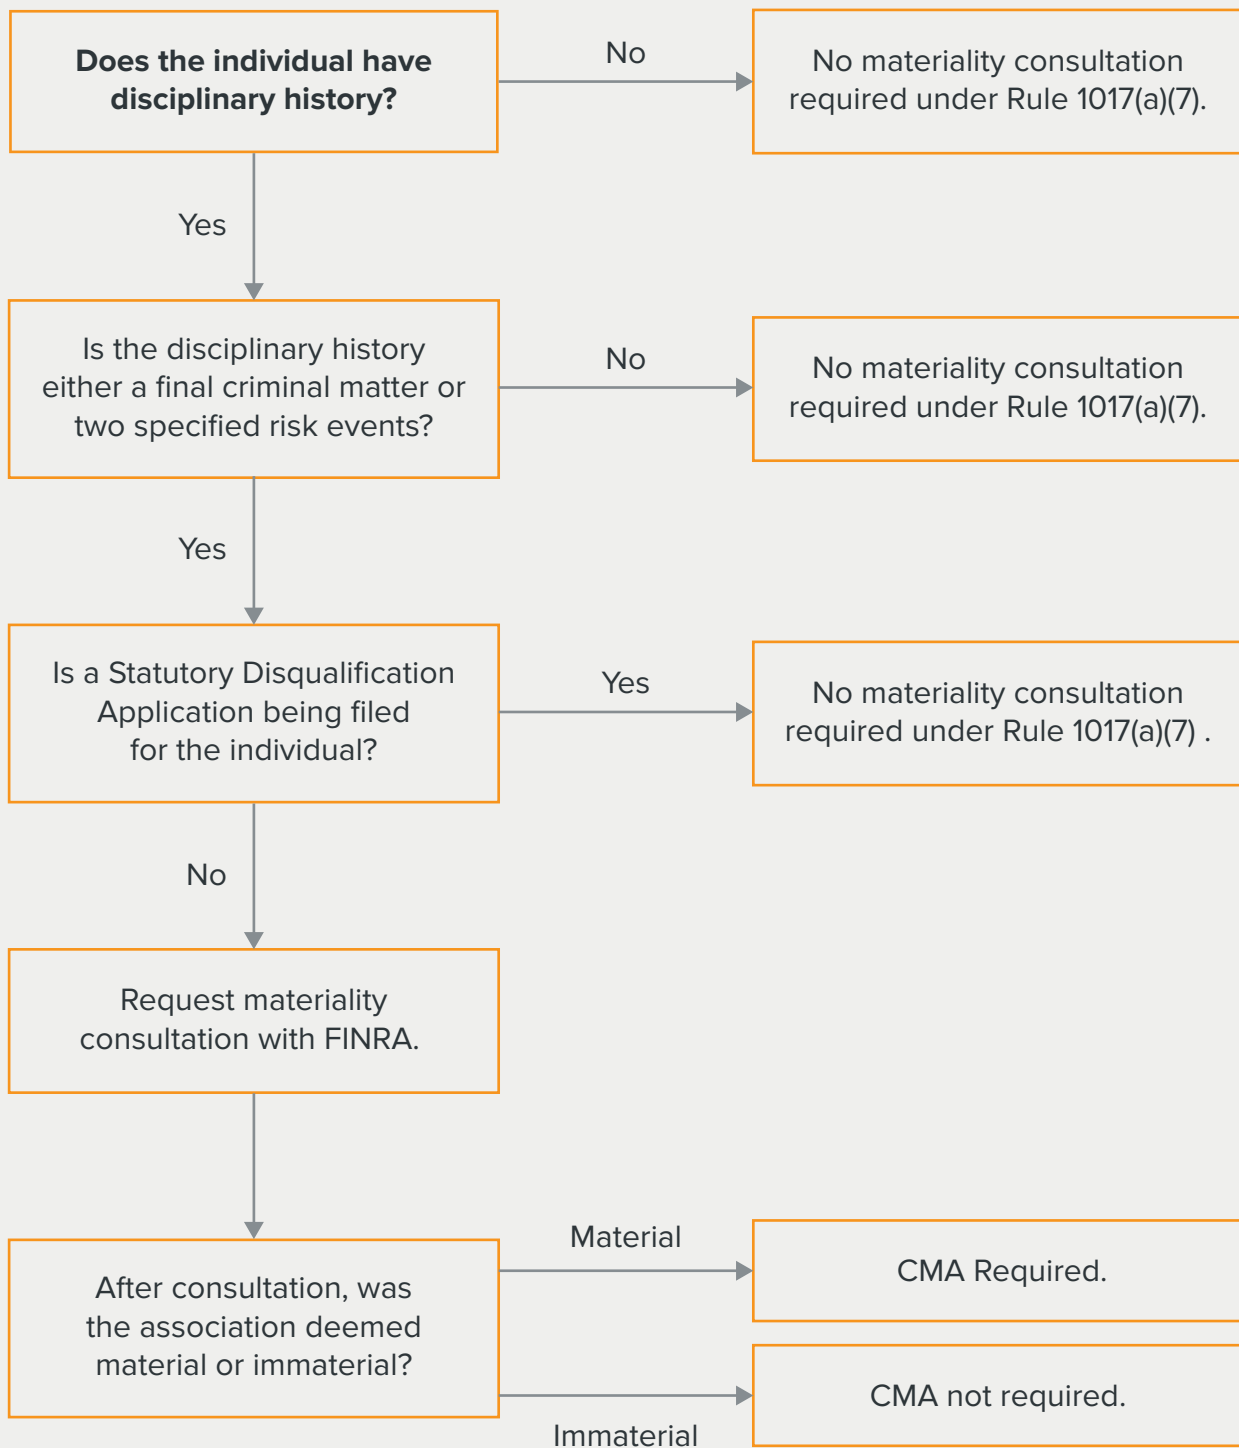 Does the individual have
disciplinary history?
No
No materiality consultation
required under Rule 1017(a)(7).
Yes
Is the disciplinary history
either a final criminal matter or
two specified risk events?
No
No materiality consultation
required under Rule 1017(a)(7).
Yes
Is a Statutory Disqualification
Application being filed
for the individual?
Yes
No materiality consultation
required under Rule 1017(a)(7) .
No
Request materiality
consultation with FINRA.
After consultation, was
the association deemed
material or immaterial?
Material
CMA Required.
Immaterial
CMA not required.